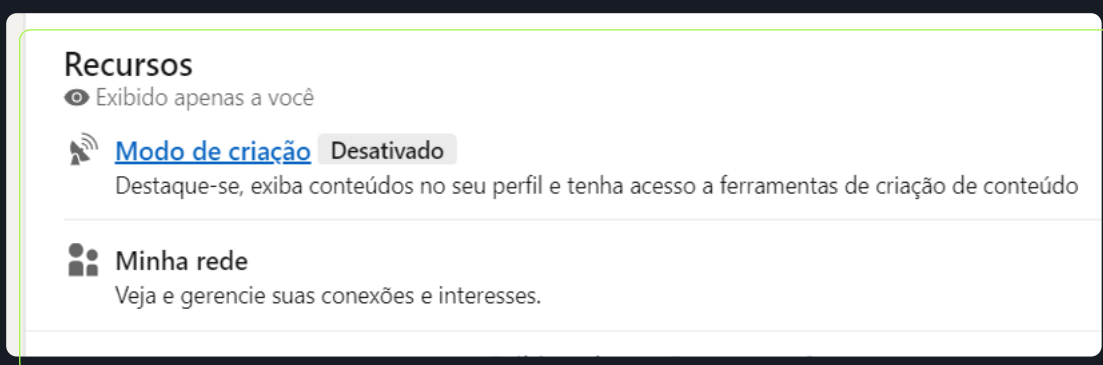 Recursos
Exibido apenas a você
Modo de criação Desativado
Destaque-se, exiba conteúdos no seu perfil e tenha acesso a ferramentas de criação de conteúdo
Minha rede
Veja e gerencie suas conexões e interesses.